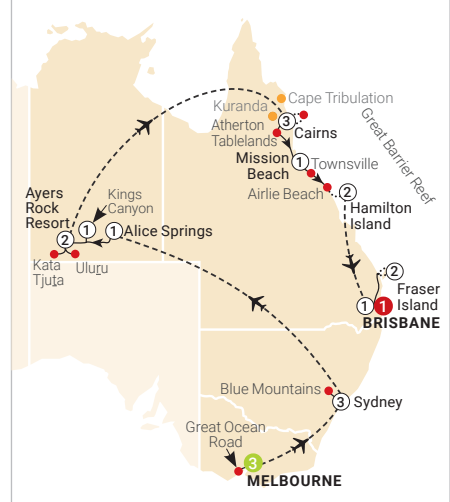 Cape Tribulation
Kuranda
3
Atherton
Tablelands
Cairns
Great Barrier Reef
Mission
Beach
1
Townsville
Airlie Beach
2
Hamilton
Island
Ayers
Rock
Resort
2
Kings
Canyon
1
1
Alice Springs
Kata
Tjuta
Uluru
2
Fraser
Island
1
1
BRISBANE
Blue Mountains
3
Sydney
Great Ocean
Road
3
MELBOURNE